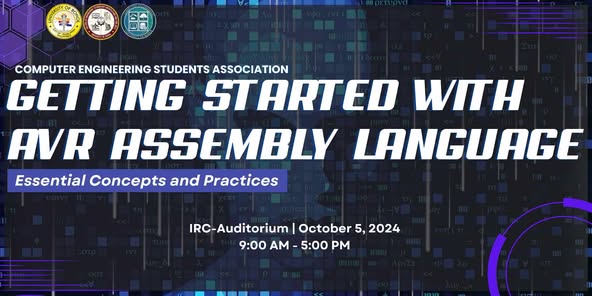 COMPUTER ENGINEERING STUDENTS ASSOCIATION
GETTING STARTED WITH
AVR ASSEMBLY LANGUAGE
Essential Concepts and Practices
IRC-Auditorium | October 5, 2024
9:00 AM - 5:00 PM